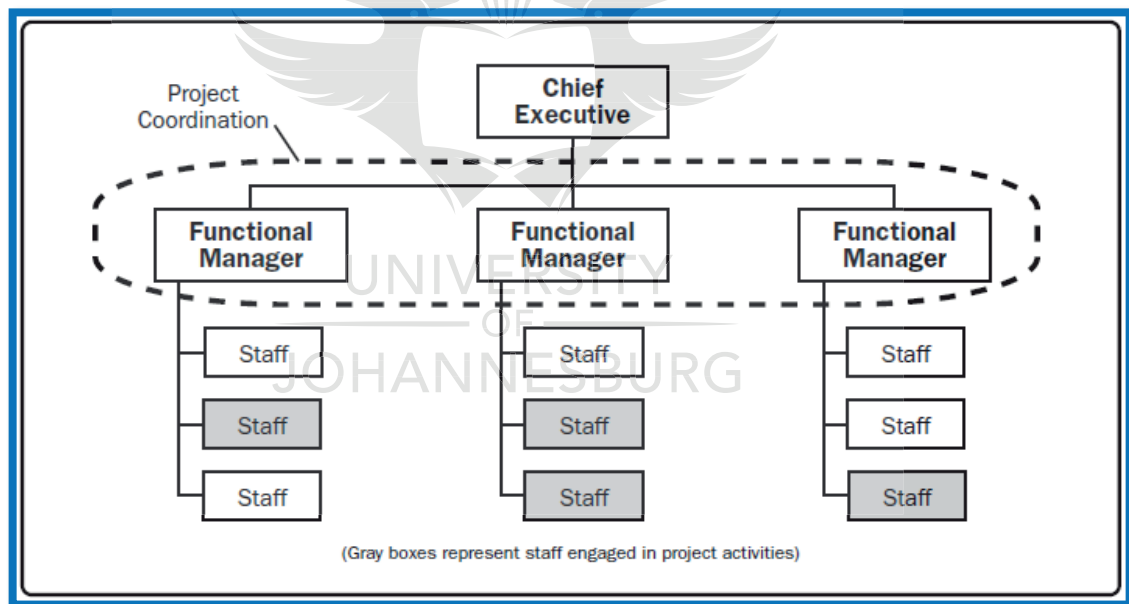 Project
Coordination
Chief
Executive
Functional
Manager
Functional
Manager
Functional
Manager
UNIVERSITY
OF
JOHANNESBURG
Staff
Staff
Staff
Staff
Staff
Staff
Staff
Staff
Staff
(Gray boxes represent staff engaged in project activities)